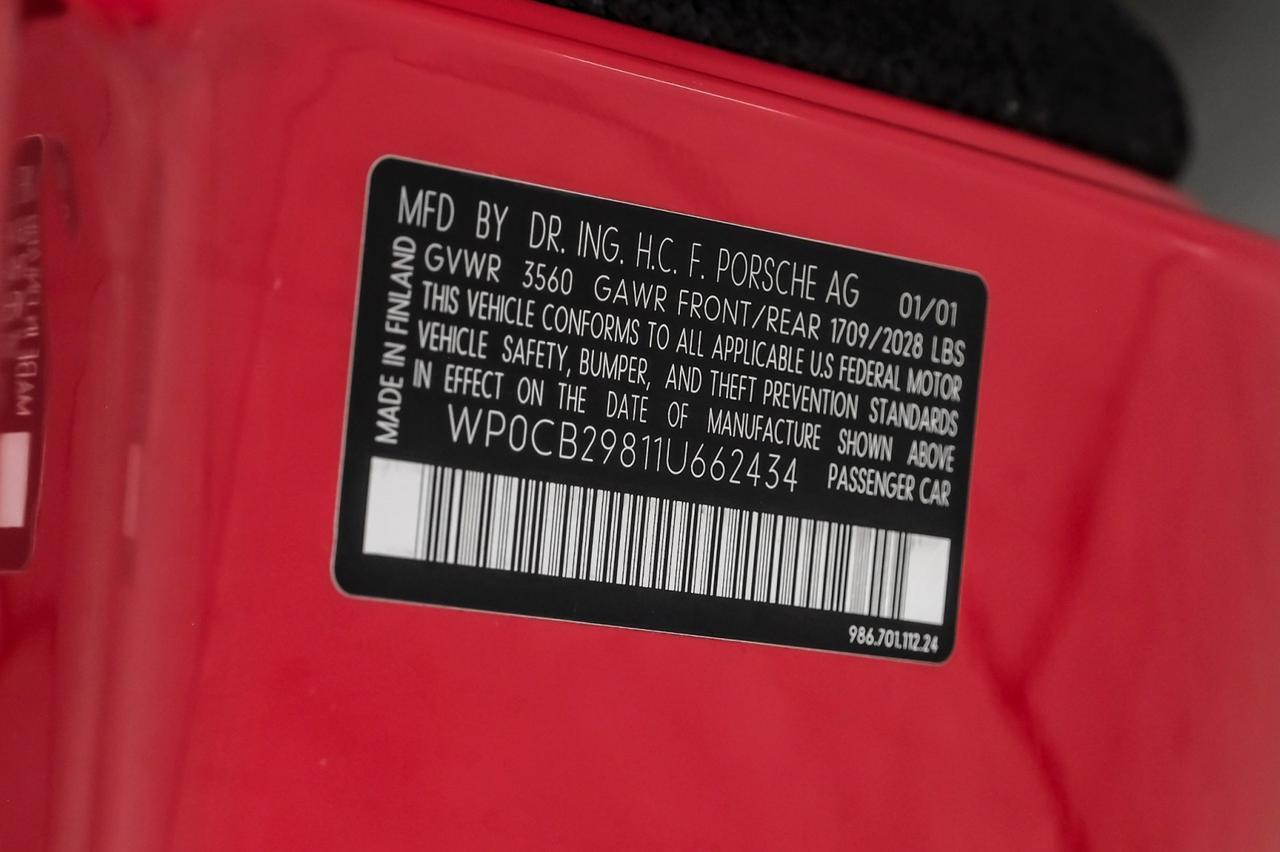 MFD BY DR. ING. H.C. F. PORSCHE AG 01/01
GVWR 3560 GAWR FRONT/REAR 1709/2028 LBS
THIS VEHICLE CONFORMS TO ALL APPLICABLE U.S FEDERAL MOTOR
VEHICLE SAFETY, BUMPER, AND THEFT PREVENTION STANDARDS
IN EFFECT ON THE DATE OF MANUFACTURE SHOWN ABOVE
WP0CB29811U662434 PASSENGER CAR
MADE IN FINLAND
986.701.112.24